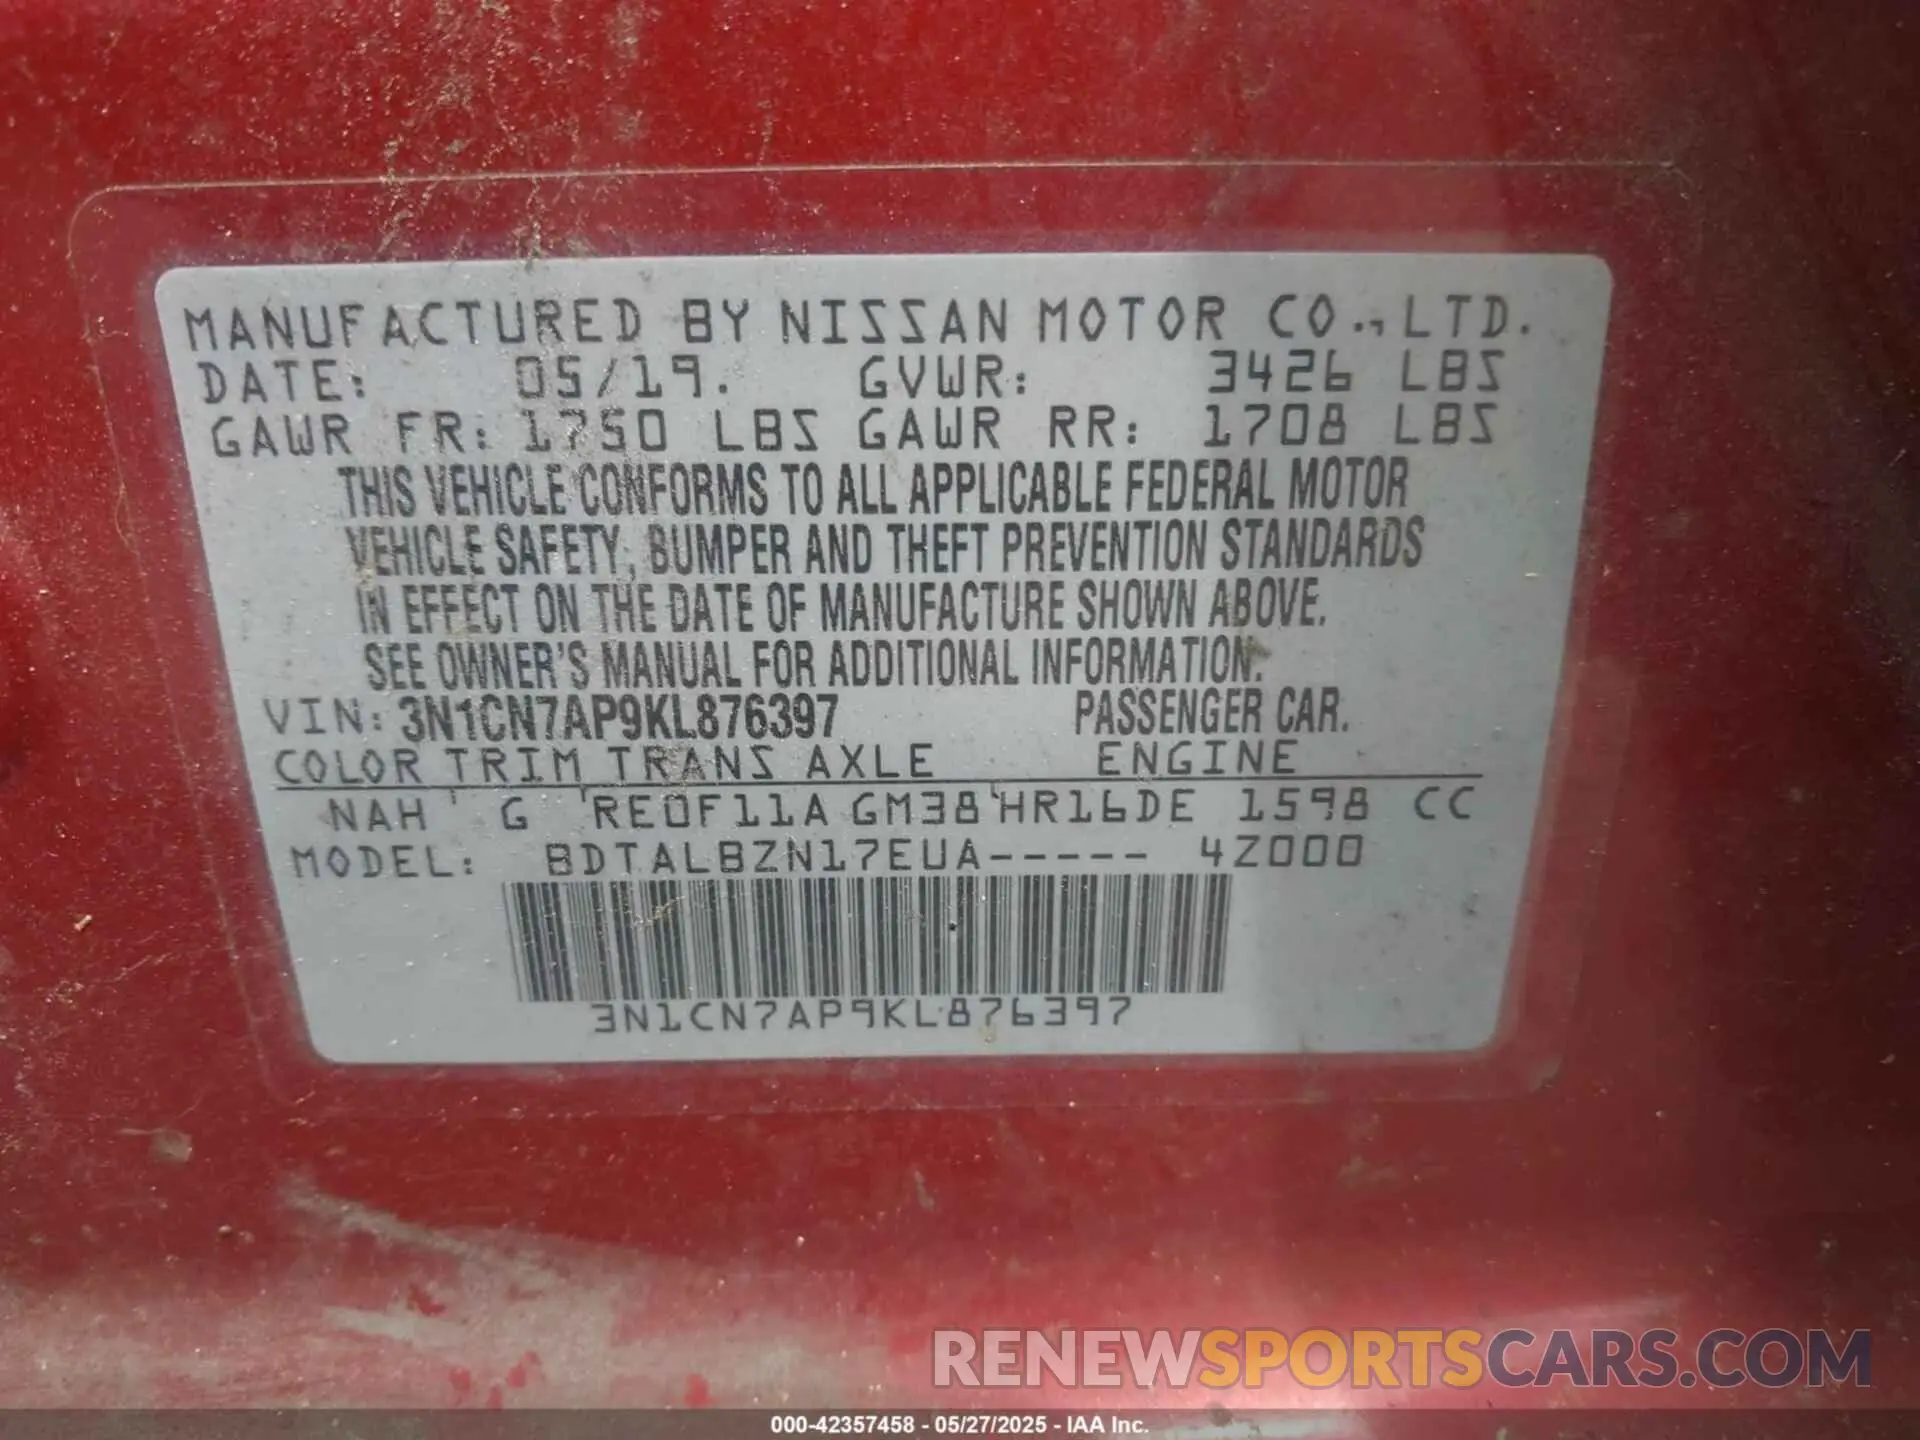 MANUFACTURED BY NISSAN MOTOR CO., LTD.
DATE: 05/19. GVWR: 3426 LBS
GAWR FR: 1750 LBS GAWR RR: 1708 LBS
THIS VEHICLE CONFORMS TO ALL APPLICABLE FEDERAL MOTOR
VEHICLE SAFETY, BUMPER AND THEFT PREVENTION STANDARDS
IN EFFECT ON THE DATE OF MANUFACTURE SHOWN ABOVE.
SEE OWNER'S MANUAL FOR ADDITIONAL INFORMATION.
VIN: 3N1CN7AP9KL876397 PASSENGER CAR.
COLOR TRIM TRANS AXLE ENGINE
NAH G RE0F11A GM38 HR16DE 1598 CC
MODEL: BDTALBZN17EUA----- 4Z000
3N1CN7AP9KL876397
RENEWSPORTSCARS.COM
000-42357458 - 05/27/2025 - IAA Inc.